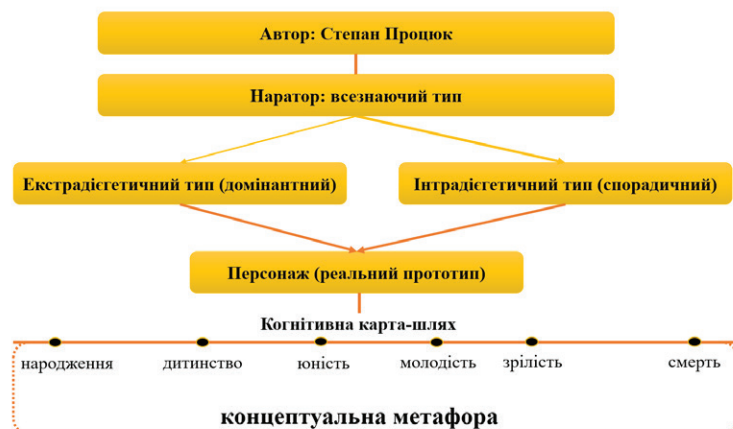 Автор: Степан Процюк
Наратор: всезнаючий тип
Екстрадієгетичний тип (домінантний)
Інтрадієгетичний тип (спорадичний)
Персонаж (реальний прототип)
Когнітивна карта-шлях
народження дитинство юність молодість зрілість смерть
концептуальна метафора